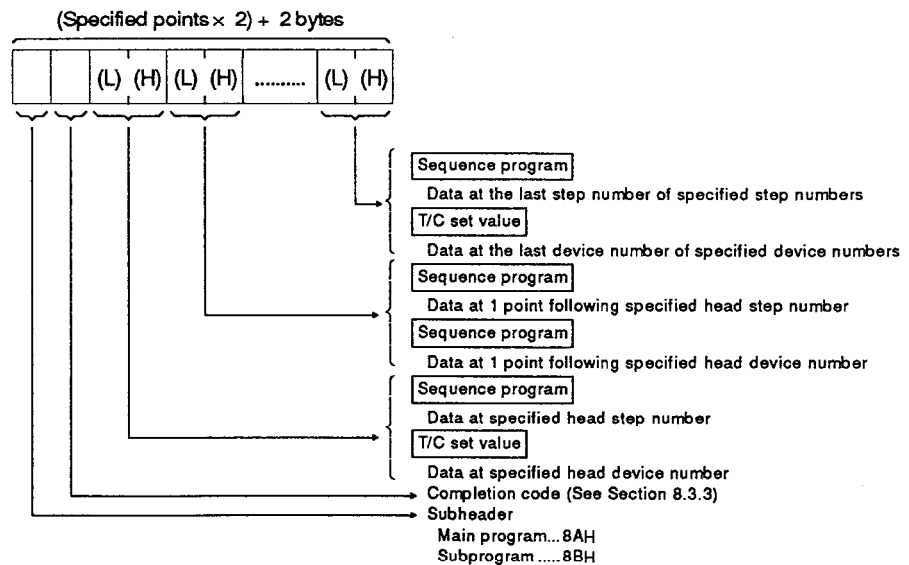 (Specified points × 2) + 2 bytes
(L) (H) (L) (H) .......... (L) (H)
Sequence program
Data at the last step number of specified step numbers
T/C set value
Data at the last device number of specified device numbers
Sequence program
Data at 1 point following specified head step number
Sequence program
Data at 1 point following specified head device number
Sequence program
Data at specified head step number
T/C set value
Data at specified head device number
Completion code (See Section 8.3.3)
Subheader
Main program...8AH
Subprogram .....8BH